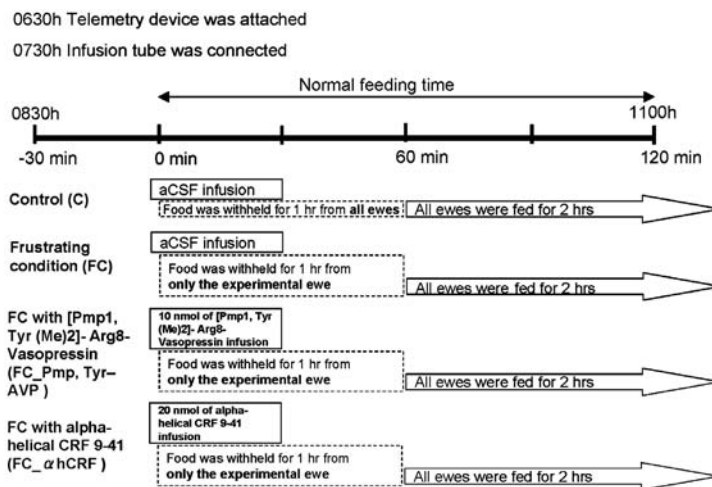 0630h Telemetry device was attached
0730h Infusion tube was connected
Normal feeding time
0830h
1100h
-30 min
0 min
60 min
120 min
Control (C)
aCSF infusion
Food was withheld for 1 hr from all ewes
All ewes were fed for 2 hrs
Frustrating
condition (FC)
aCSF infusion
Food was withheld for 1 hr from
only the experimental ewe
All ewes were fed for 2 hrs
FC with [Pmp1,
Tyr (Me)2]- Arg8-
Vasopressin
(FC_Pmp, Tyr–
AVP )
10 nmol of [Pmp1, Tyr
(Me)2]- Arg8-
Vasopressin infusion
Food was withheld for 1 hr from
only the experimental ewe
All ewes were fed for 2 hrs
FC with alpha-
helical CRF 9-41
(FC_ αhCRF )
20 nmol of alpha-
helical CRF 9-41
infusion
Food was withheld for 1 hr from
only the experimental ewe
All ewes were fed for 2 hrs